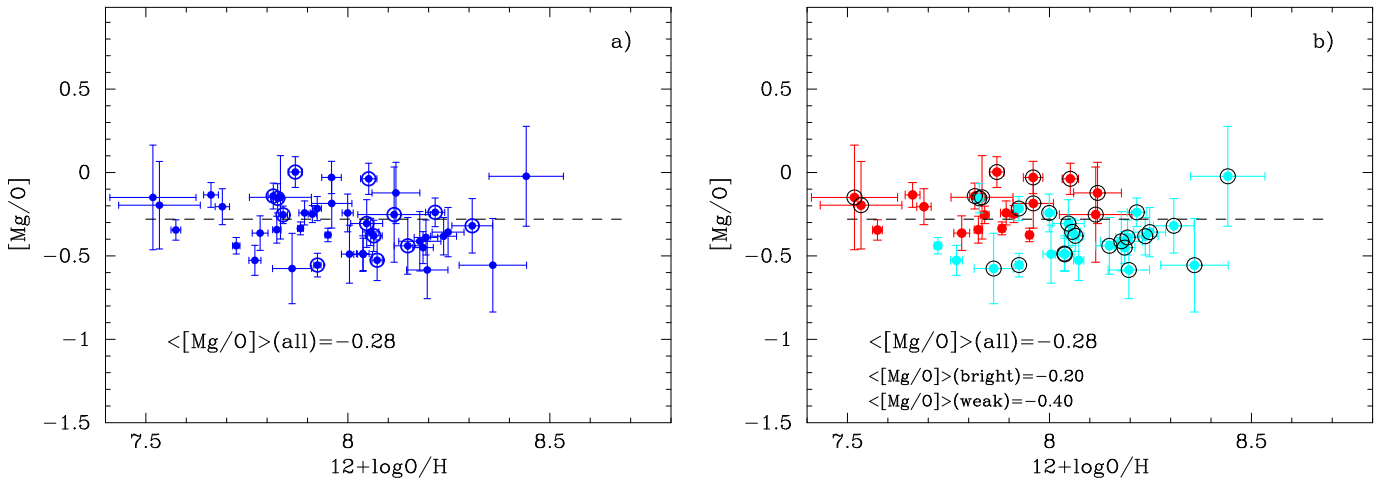 a)
[Mg/O]
0.5
0
−0.5
−1
−1.5
<[Mg/O]>(all)=−0.28
7.5 8 8.5
12+logO/H
b)
0.5
0
−0.5
−1
−1.5
<[Mg/O]>(all)=−0.28
<[Mg/O]>(bright)=−0.20
<[Mg/O]>(weak)=−0.40
7.5 8 8.5
12+logO/H
[Mg/O]